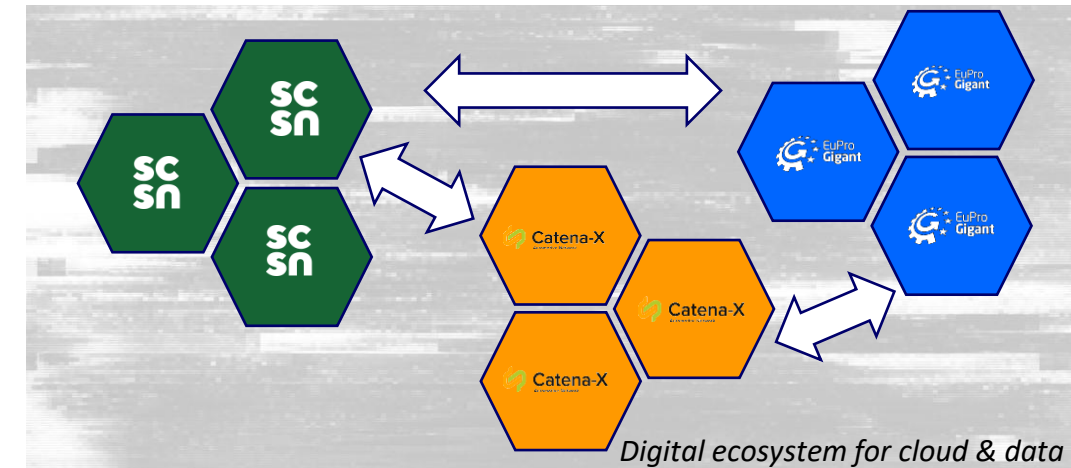 sc
sn
sc
sn
sc
sn
EuPro
Gigant
EuPro
Gigant
EuPro
Gigant
Catena-X
Catena-X
Catena-X
Digital ecosystem for cloud & data